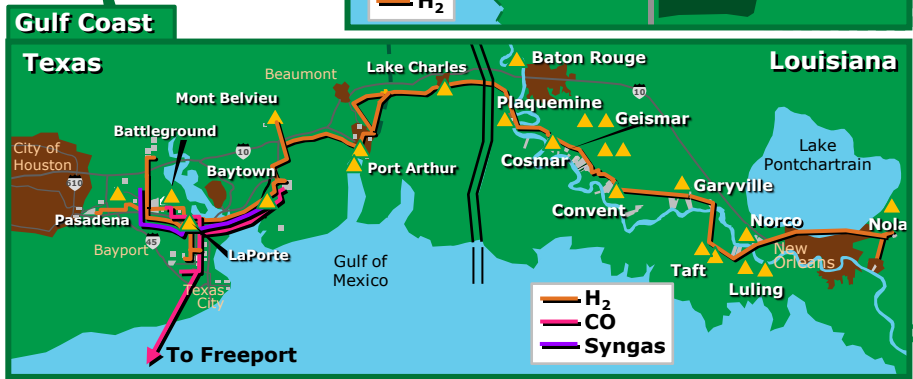 H₂
Gulf Coast
Texas
Louisiana
Baton Rouge
Lake Charles
Beaumont
10
Mont Belvieu
Plaquemine
Geismar
Battleground
Lake
Pontchartrain
City of
Houston
10
Cosmar
Baytown
Port Arthur
610
Garyville
Pasadena
Convent
Norco
Nola
Bayport
45
LaPorte
New
Orleans
Gulf of
Mexico
Taft
Luling
Texas
City
H₂
CO
Syngas
To Freeport
10